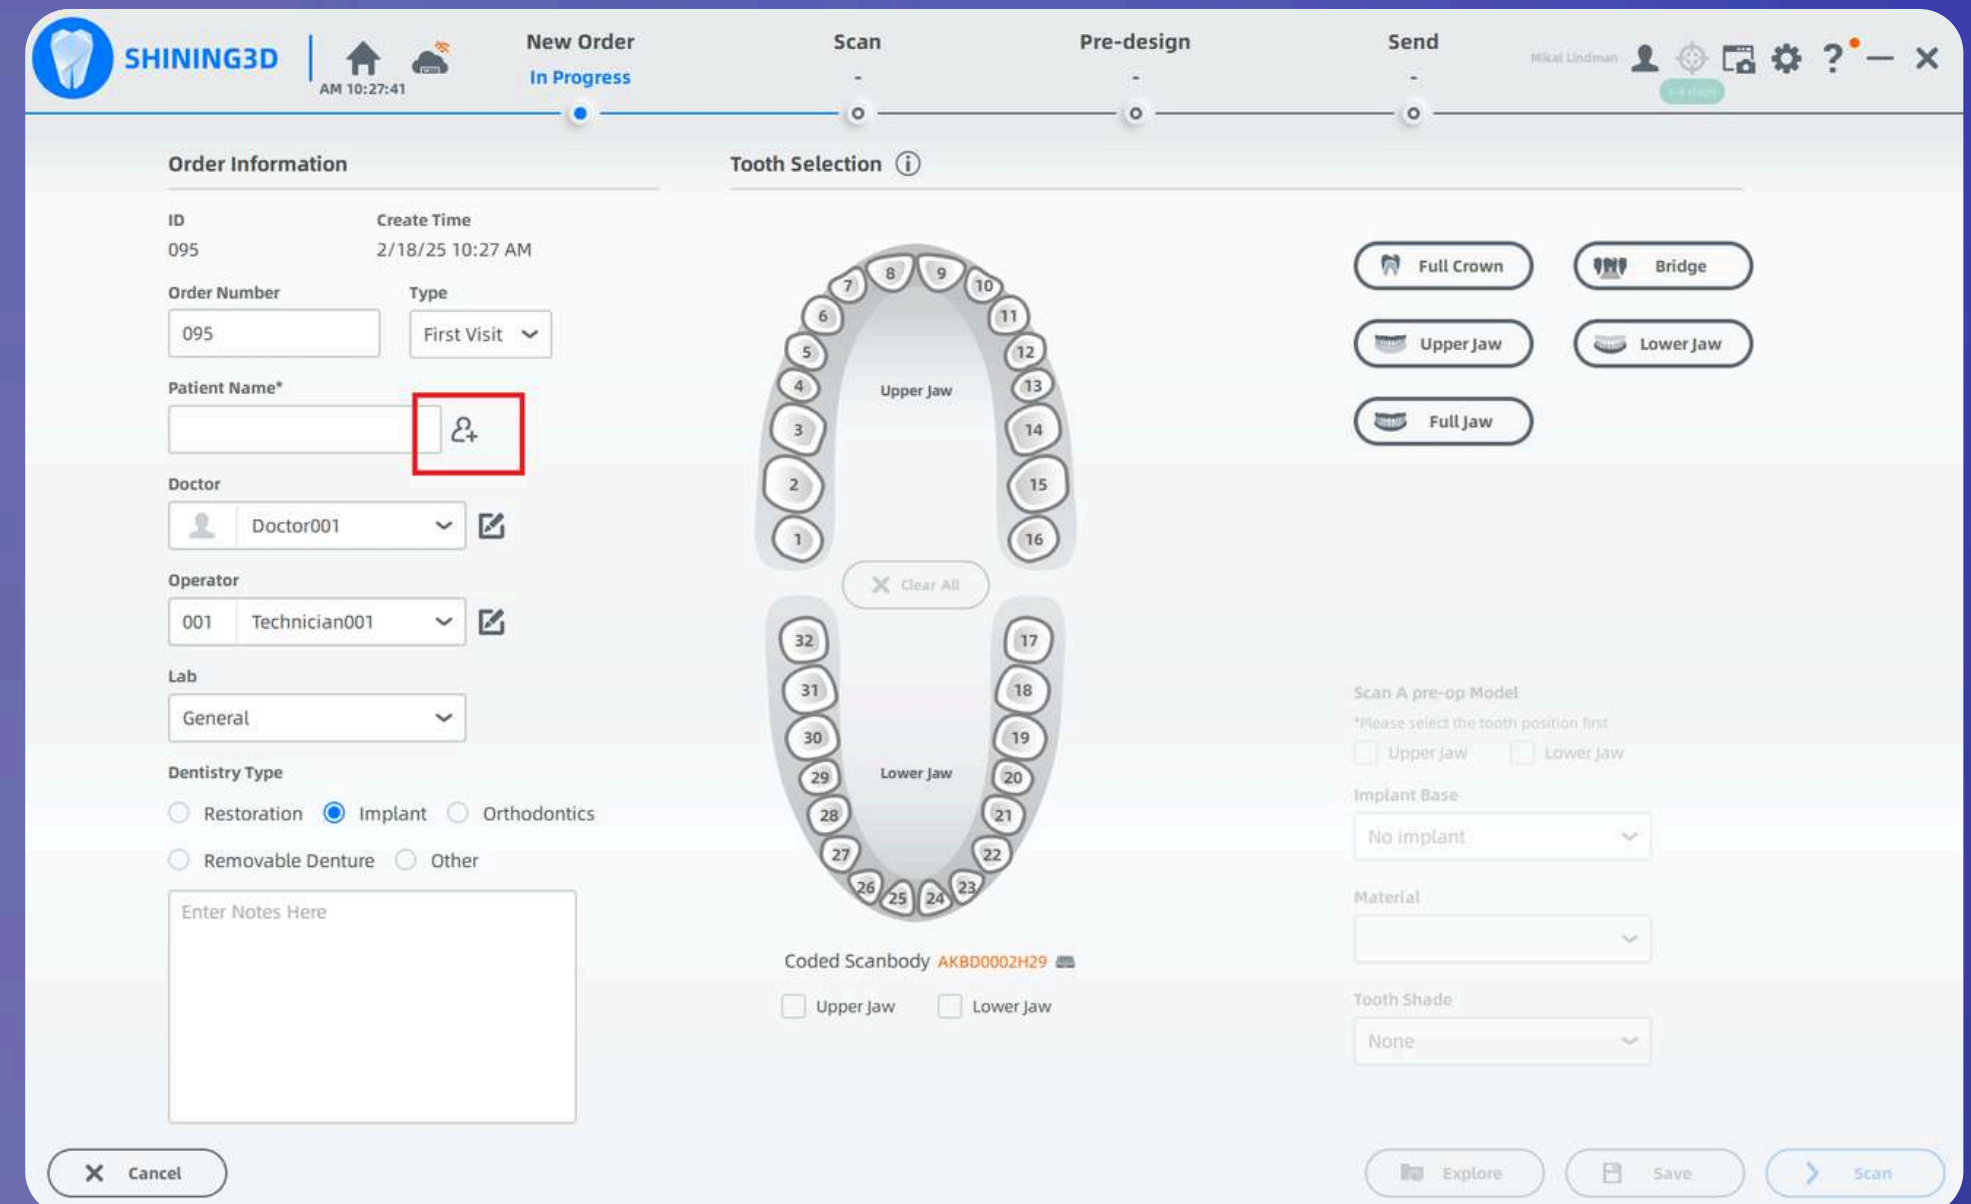 SHINING3D
AM 10:27:41
New Order
In Progress
Scan
-
Pre-design
-
Send
-
Mikal Lindman
?
Order Information
ID
095
Create Time
2/18/25 10:27 AM
Order Number
095
Type
First Visit
Patient Name*
Doctor
Doctor001
Operator
001 Technician001
Lab
General
Dentistry Type
Restoration Implant Orthodontics
Removable Denture Other
Enter Notes Here
Cancel
Tooth Selection
8 9
7 10
6 11
5 12
4 13
Upper Jaw
3 14
2 15
1 16
Clear All
32 17
31 18
30 19
29 20
Lower Jaw
28 21
27 22
26 25 24 23
Coded Scanbody AKBD0002H29
Upper Jaw Lower Jaw
Full Crown Bridge
Upper Jaw Lower Jaw
Full Jaw
Scan A pre-op Model
*Please select the tooth position first
Upper Jaw Lower Jaw
Implant Base
No implant
Material
Tooth Shade
None
Explore Save Scan